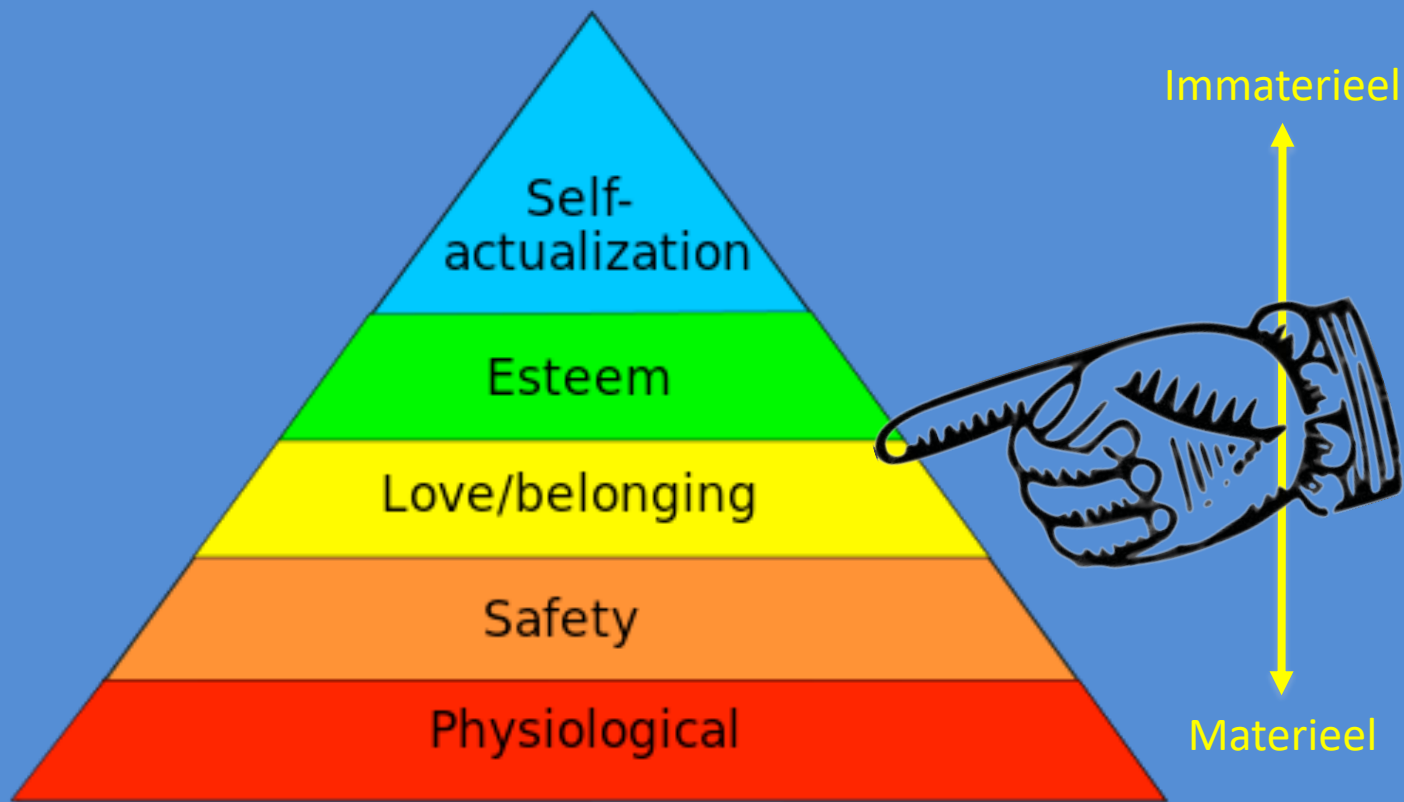 Immaterieel
Self-
actualization
Esteem
Love/belonging
Safety
Physiological
Materieel